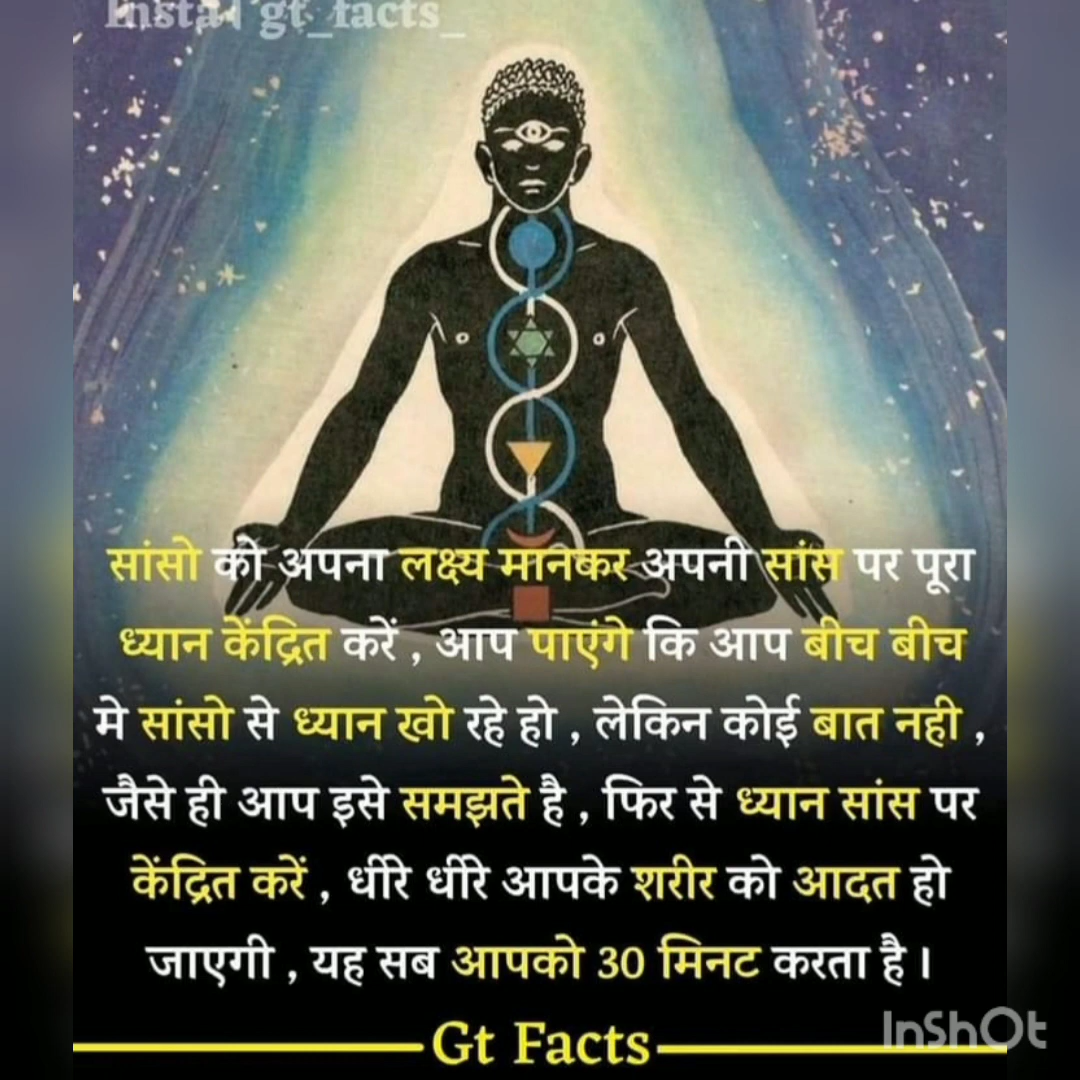 Insta । gt_facts_
सांसो को अपना लक्ष्य मानकर अपनी सांस पर पूरा
ध्यान केंद्रित करें , आप पाएंगे कि आप बीच बीच
मे सांसो से ध्यान खो रहे हो , लेकिन कोई बात नही ,
जैसे ही आप इसे समझते है , फिर से ध्यान सांस पर
केंद्रित करें , धीरे धीरे आपके शरीर को आदत हो
जाएगी , यह सब आपको 30 मिनट करता है ।
Gt Facts
InShOt